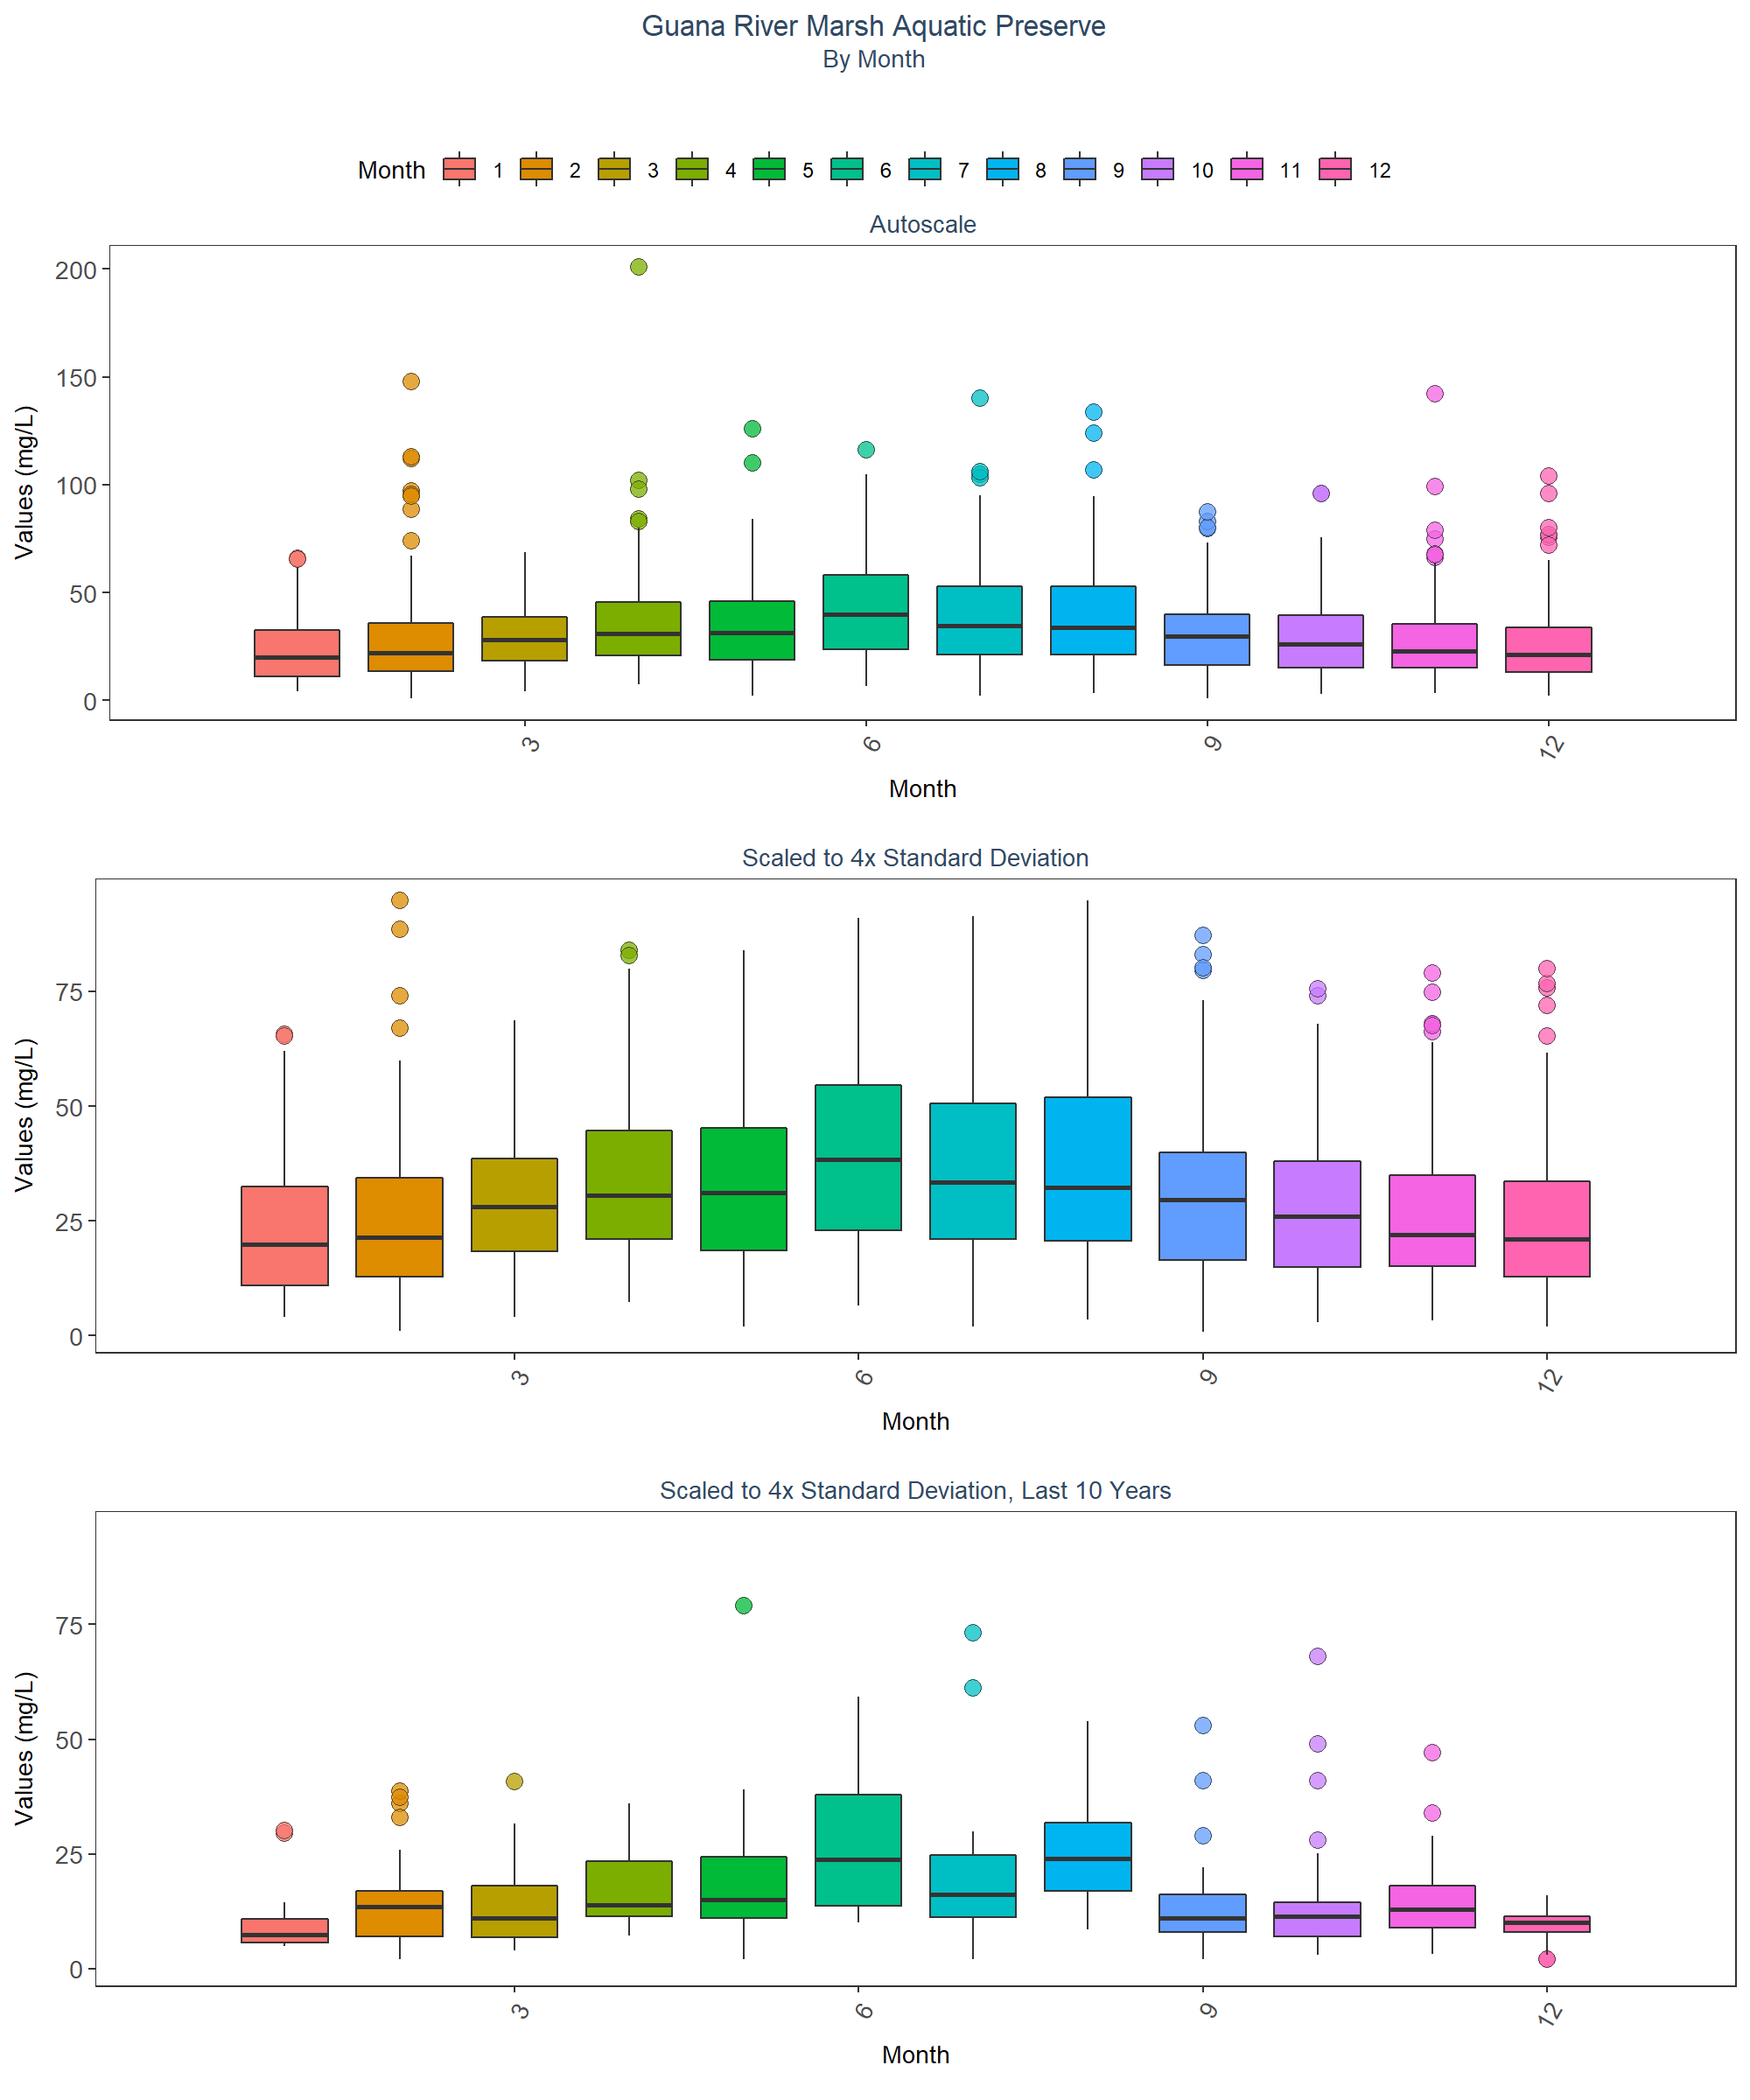 Guana River Marsh Aquatic Preserve
By Month
Month 1 2 3 4 5 6 7 8 9 10 11 12
Autoscale
Values (mg/L)
200
150
100
50
0
3 6 9 12
Month
Scaled to 4x Standard Deviation
Values (mg/L)
75
50
25
0
3 6 9 12
Month
Scaled to 4x Standard Deviation, Last 10 Years
Values (mg/L)
75
50
25
0
3 6 9 12
Month